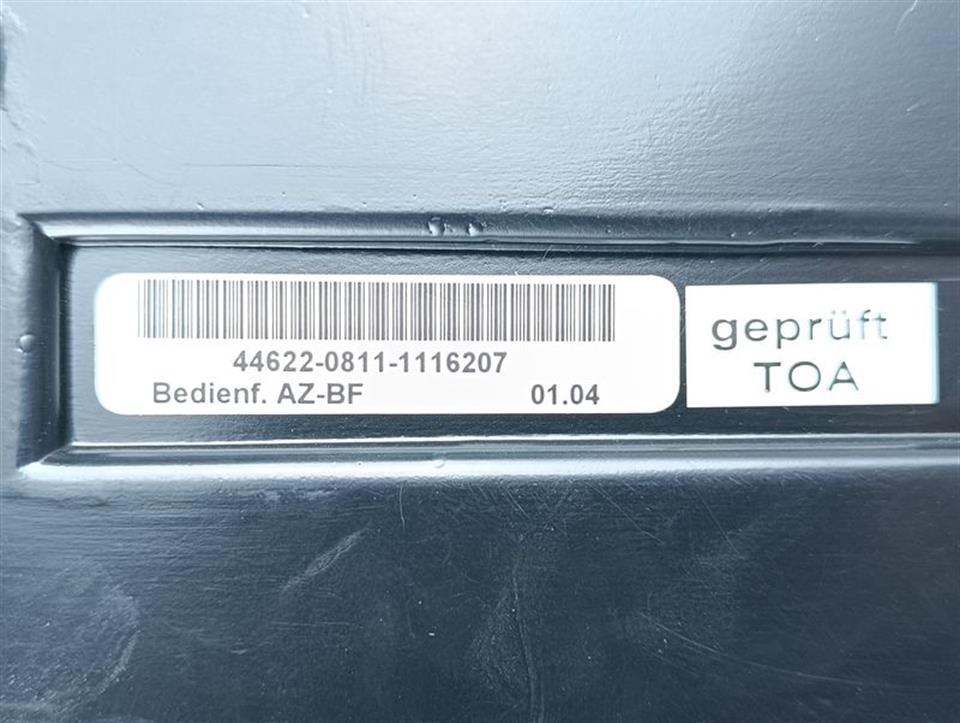 44622-0811-1116207
Bedienf. AZ-BF 01.04
geprüft
TOA